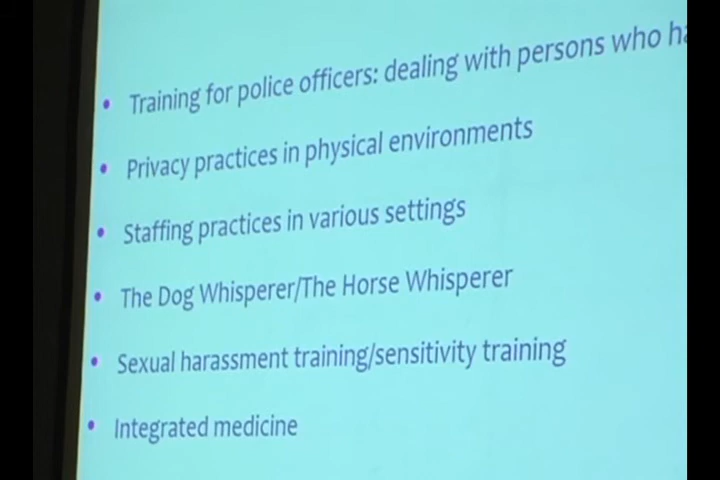 • Training for police officers: dealing with persons who
• Privacy practices in physical environments
• Staffing practices in various settings
• The Dog Whisperer/The Horse Whisperer
• Sexual harassment training/sensitivity training
• Integrated medicine